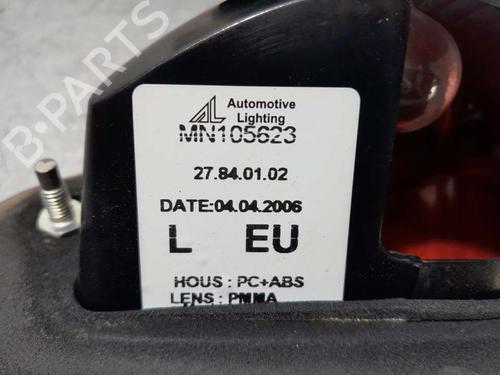 Automotive
Lighting
MN105623
27.84.01.02
DATE:04.04.2006
L EU
HOUS : PC+ABS
LENS : PMMA
B-PARTS